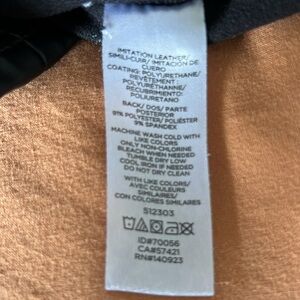 IMITATION LEATHER/
SIMILI-CUIR/ IMITACIÓN DE
CUERO
COATING: POLYURETHANE/
REVÊTEMENT :
POLYURÉTHANNE/
RECUBRIMIENTO:
POLIURETANO
BACK/ DOS/ PARTE
POSTERIOR
91% POLYESTER/ POLIÉSTER
9% SPANDEX
MACHINE WASH COLD WITH
LIKE COLORS
ONLY NON-CHLORINE
BLEACH WHEN NEEDED
TUMBLE DRY LOW
COOL IRON IF NEEDED
DO NOT DRY CLEAN
WITH LIKE COLORS/
AVEC COULEURS
SIMILAIRES/
CON COLORES SIMILARES
512303
ID#70056
CA#57421
RN#140923